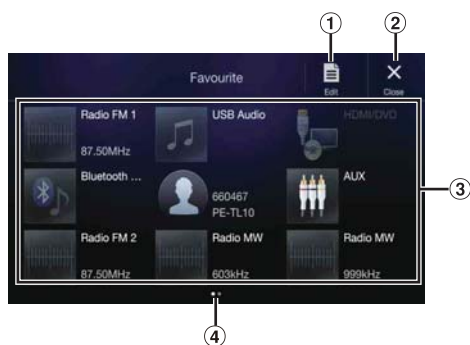 1 2
Favourite
Edit
Close
Radio FM 1
87.50MHz
USB Audio
HDMI/DVD
Bluetooth ...
660467
PE-TL10
AUX
Radio FM 2
87.50MHz
Radio MW
603kHz
Radio MW
999kHz
3
4